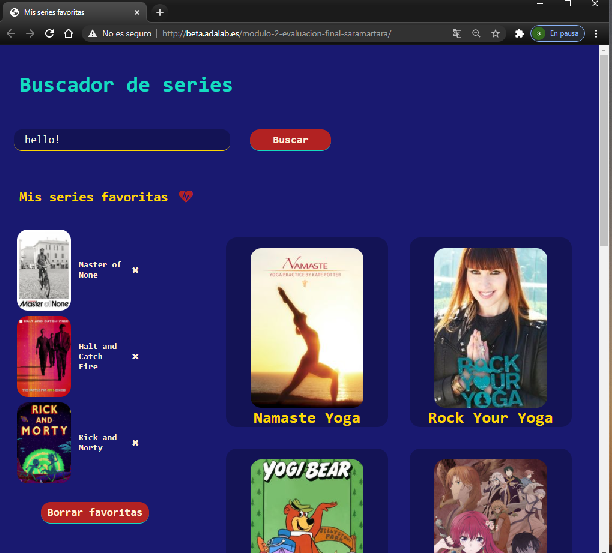 Mis series favoritas
No es seguro | http://beta.adalab.es/modulo-2-evaluacion-final-saramartara/
En pausa
Buscador de series
hello!
Buscar
Mis series favoritas
Master of None
Master of
None
Halt and
Catch
Fire
RICK
AND
MORTY
Rick and
Morty
Borrar favoritas
NAMASTE
Namaste Yoga
ROCK
YOUR
YOGA
Rock Your Yoga
YOGI BEAR